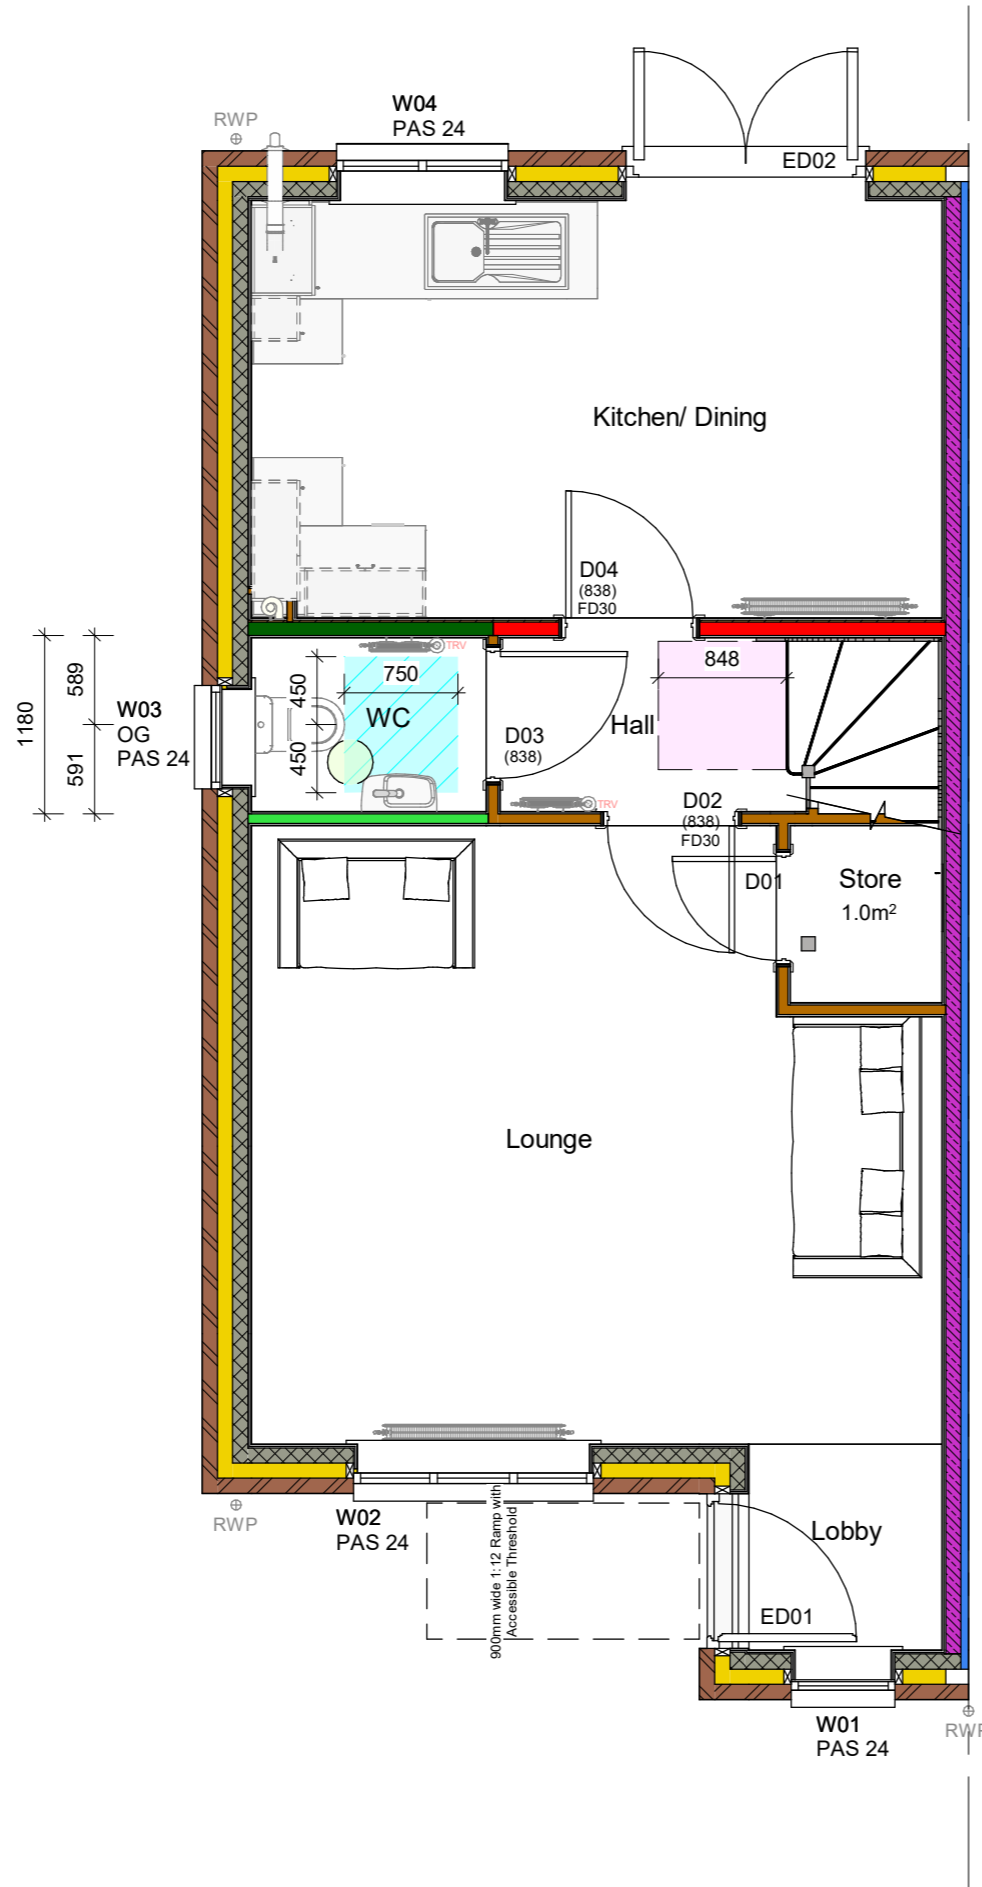 RWP
W04
PAS 24
ED02
Kitchen/ Dining
D04
(838)
FD30
TRV
1180
589
591
W03
OG
PAS 24
450
450
750
WC
D03
(838)
Hall
848
TRV
D02
(838)
FD30
D01
Store
1.0m²
Lounge
RWP
W02
PAS 24
900mm wide 1:12 Ramp with
Accessible Threshold
Lobby
ED01
W01
PAS 24
RWP